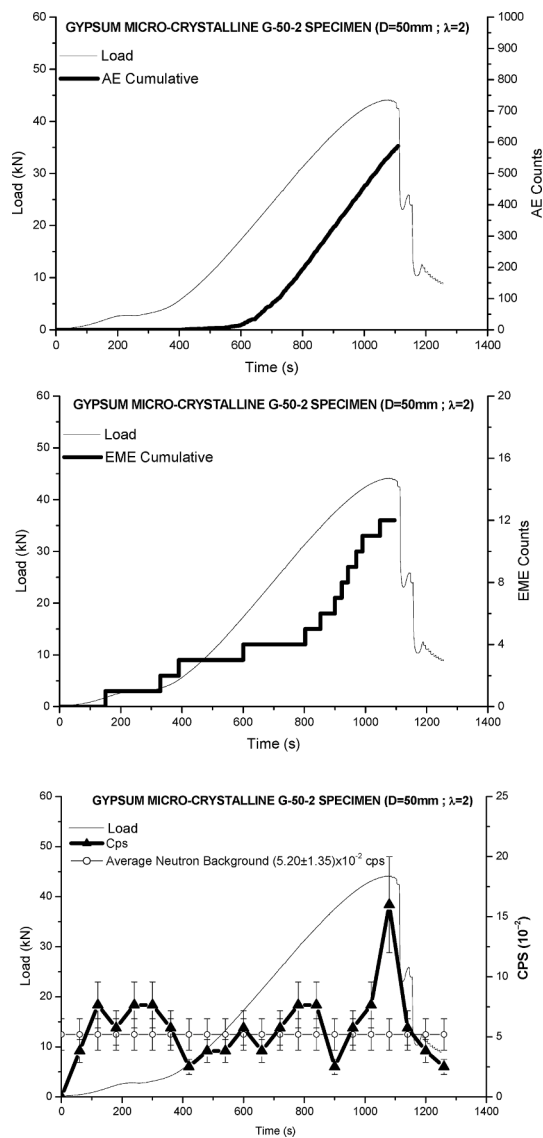 GYPSUM MICRO-CRYSTALLINE G-50-2 SPECIMEN (D=50mm ; λ=2)
Load
AE Cumulative
Load (kN)
60
50
40
30
20
10
0
AE Counts
1000
900
800
700
600
500
400
300
200
100
0
0 200 400 600 800 1000 1200 1400
Time (s)
GYPSUM MICRO-CRYSTALLINE G-50-2 SPECIMEN (D=50mm ; λ=2)
Load
EME Cumulative
Load (kN)
60
50
40
30
20
10
0
EME Counts
20
16
12
8
4
0
0 200 400 600 800 1000 1200 1400
Time (s)
GYPSUM MICRO-CRYSTALLINE G-50-2 SPECIMEN (D=50mm ; λ=2)
Load
Cps
Average Neutron Background (5.20±1.35)x10⁻² cps
Load (kN)
60
50
40
30
20
10
0
CPS (10⁻²)
25
20
15
10
5
0
0 200 400 600 800 1000 1200 1400
Time (s)